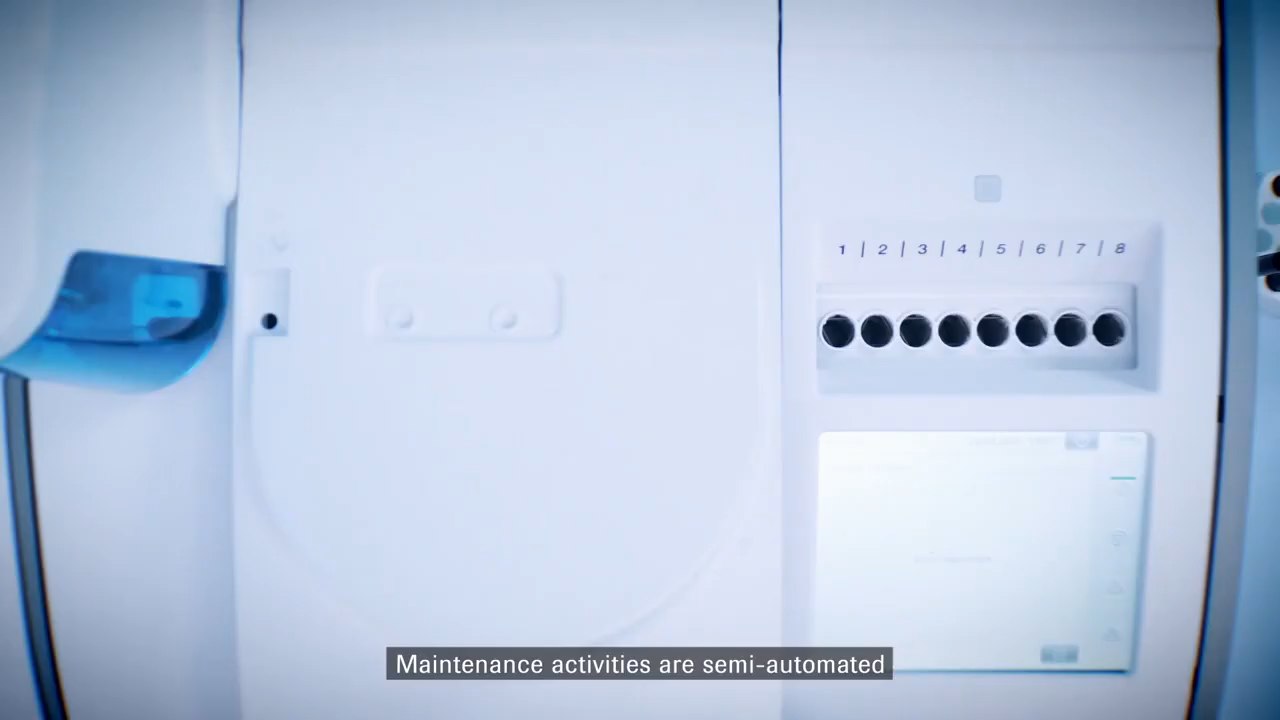 1 | 2 | 3 | 4 | 5 | 6 | 7 | 8
Maintenance activities are semi-automated